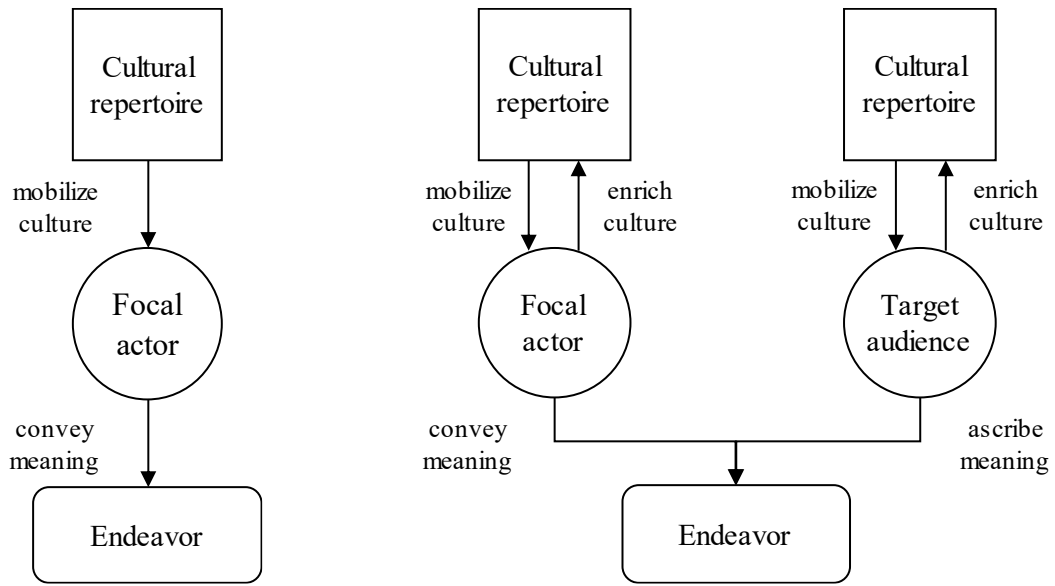 Cultural
repertoire
mobilize
culture
Focal
actor
convey
meaning
Endeavor
Cultural
repertoire
mobilize
culture
enrich
culture
Focal
actor
convey
meaning
Cultural
repertoire
mobilize
culture
enrich
culture
Target
audience
ascribe
meaning
Endeavor